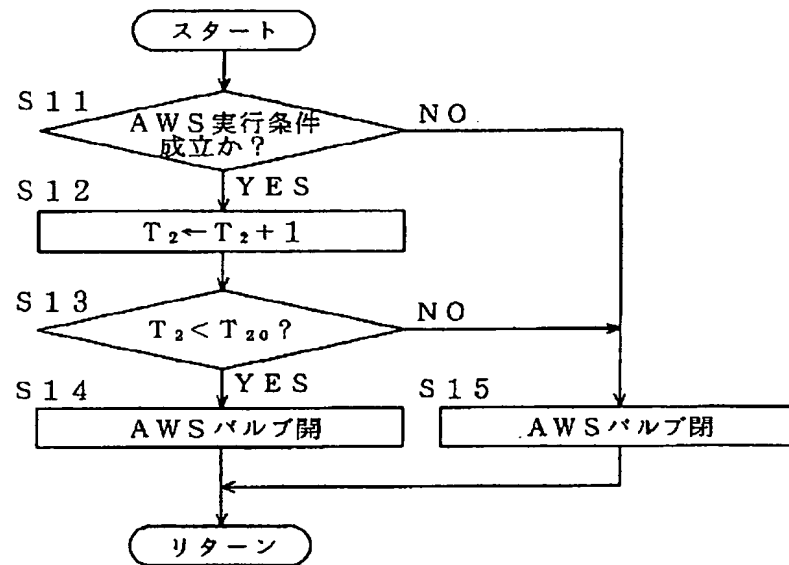 スタート
S11
AWS実行条件
成立か?
NO
YES
S12
T₂←T₂+1
S13
T₂<T₂₀?
NO
YES
S14
AWSバルブ開
S15
AWSバルブ閉
リターン